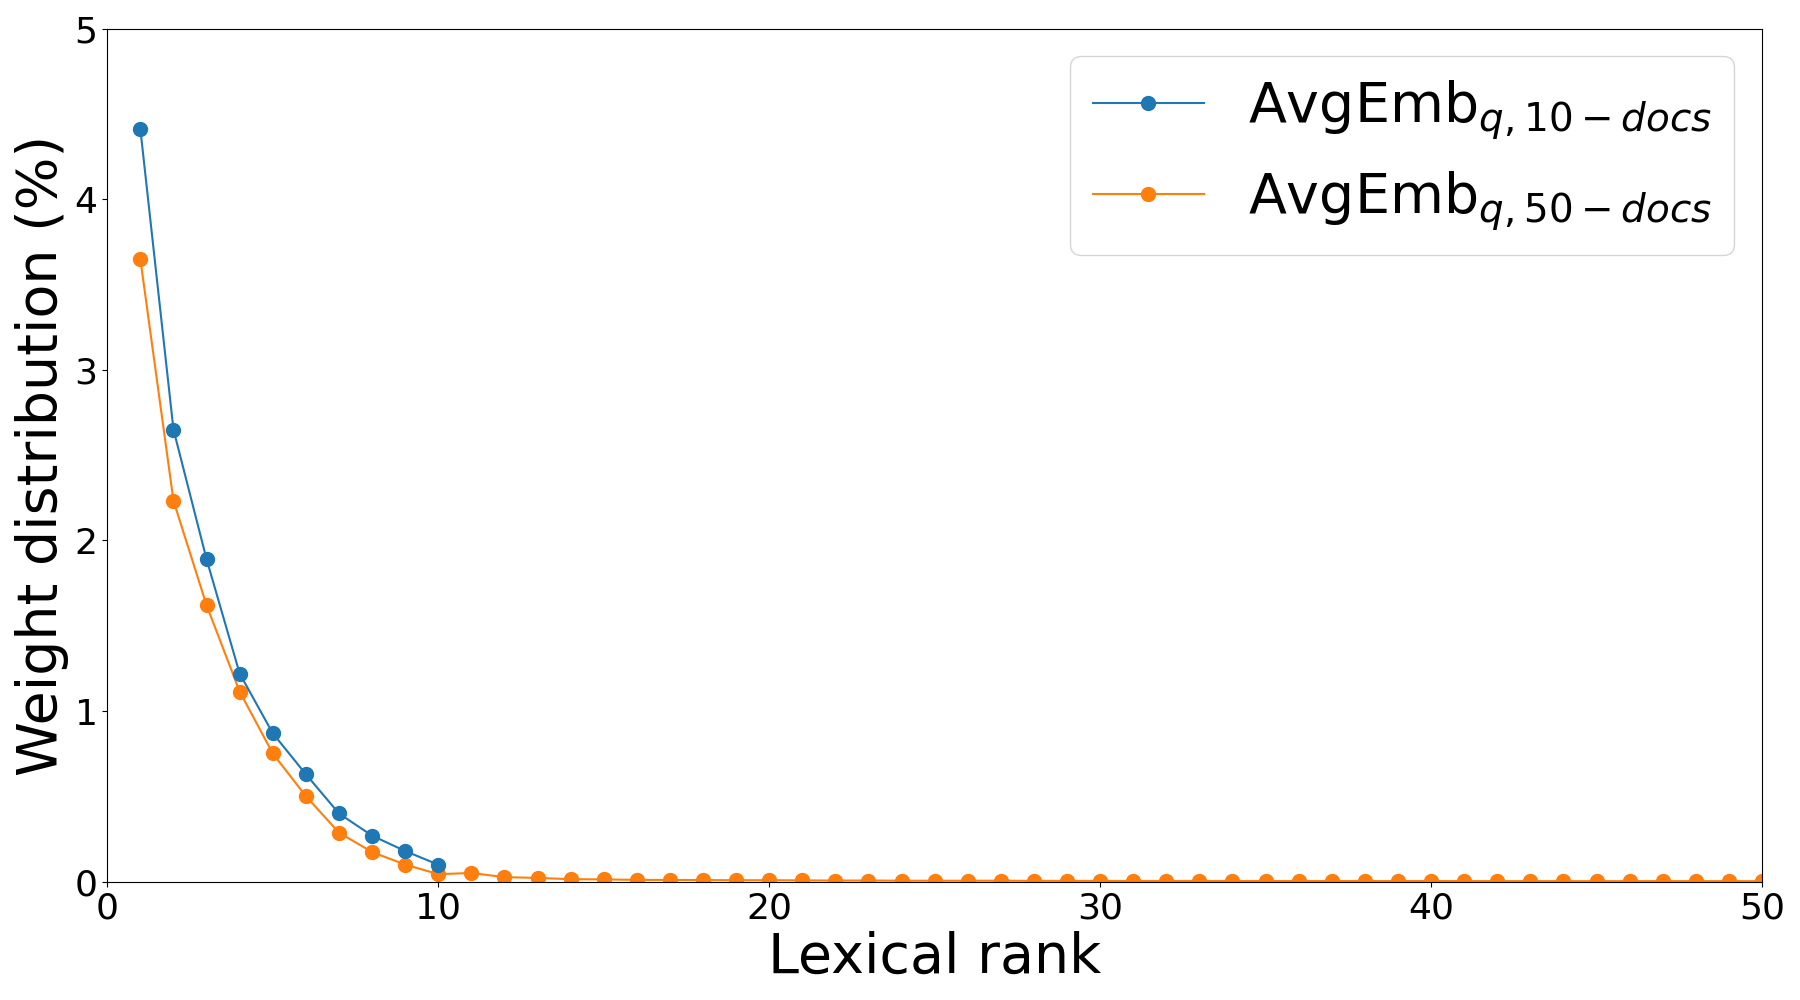 AvgEmb_{q, 10-docs}
AvgEmb_{q, 50-docs}
Weight distribution (%)
5
4
3
2
1
0
0 10 20 30 40 50
Lexical rank